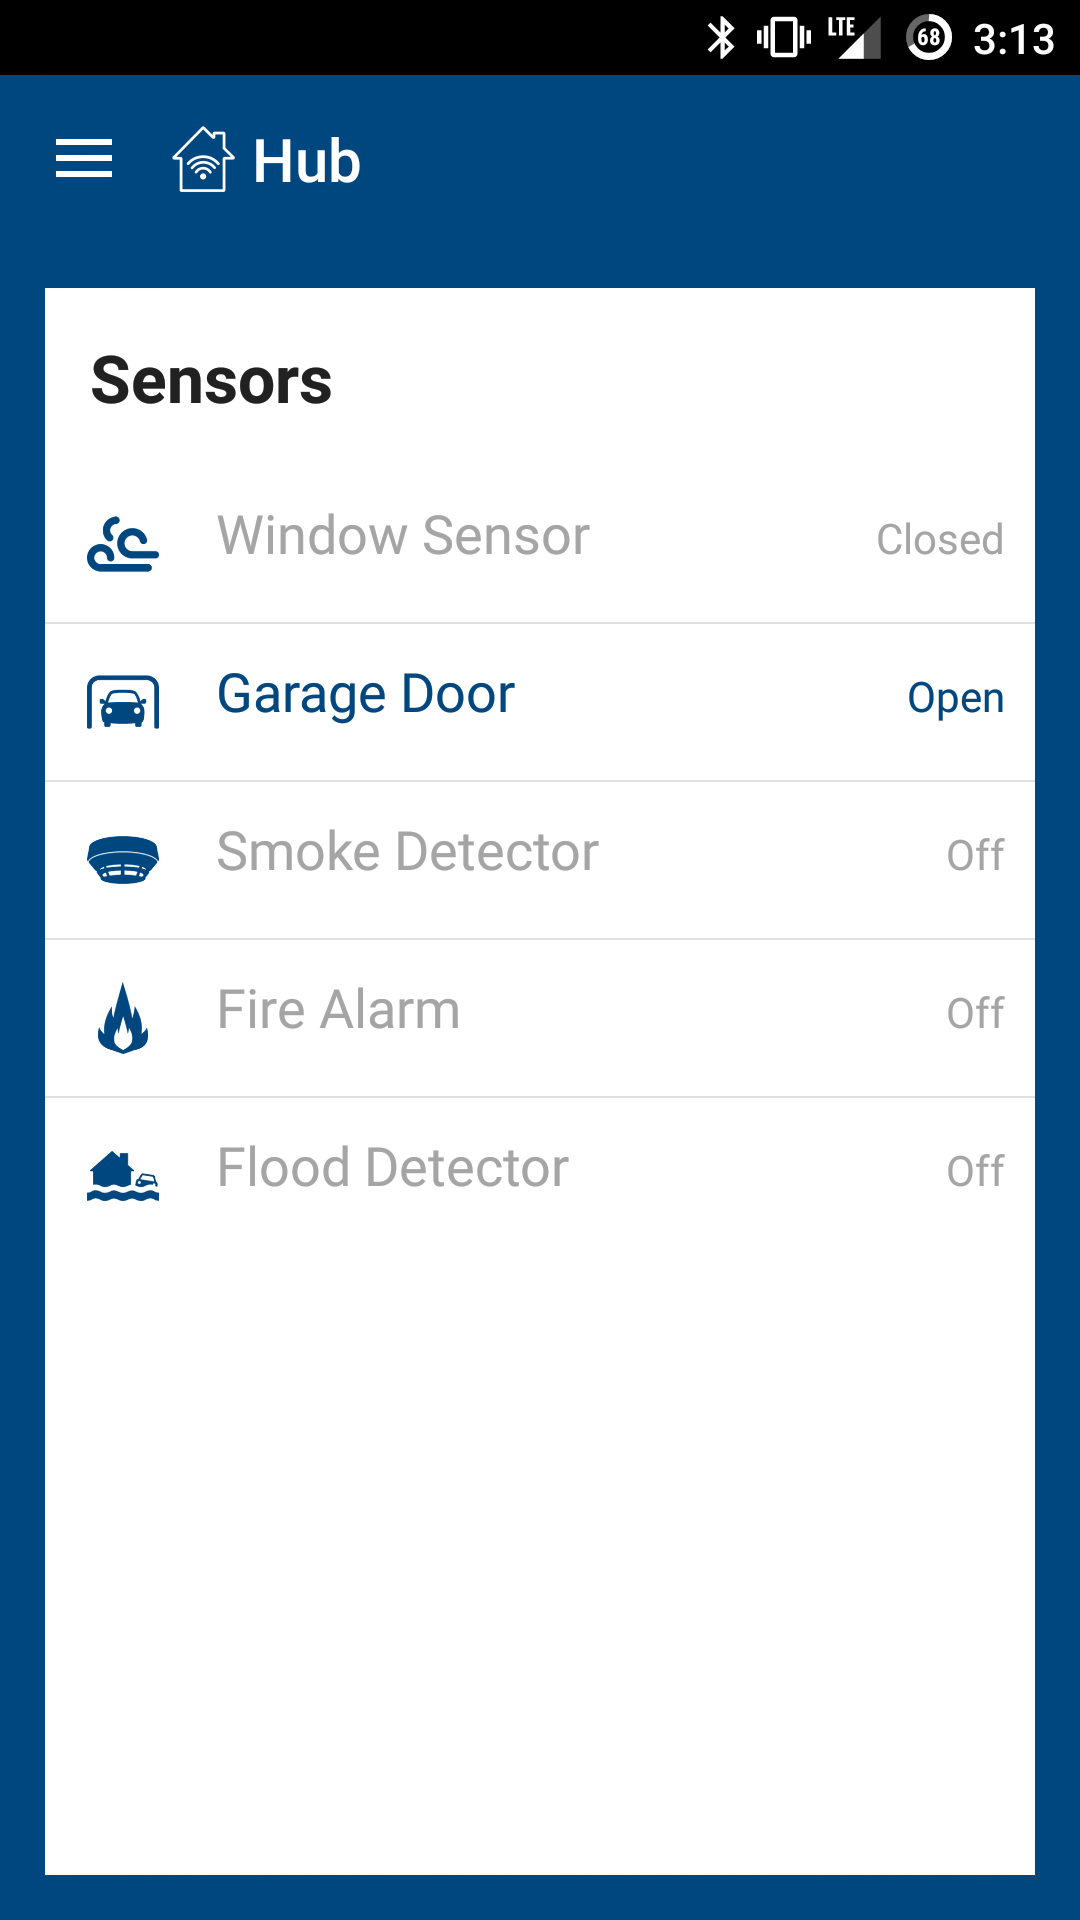 LTE 68 3:13
Hub
Sensors
Window Sensor Closed
Garage Door Open
Smoke Detector Off
Fire Alarm Off
Flood Detector Off